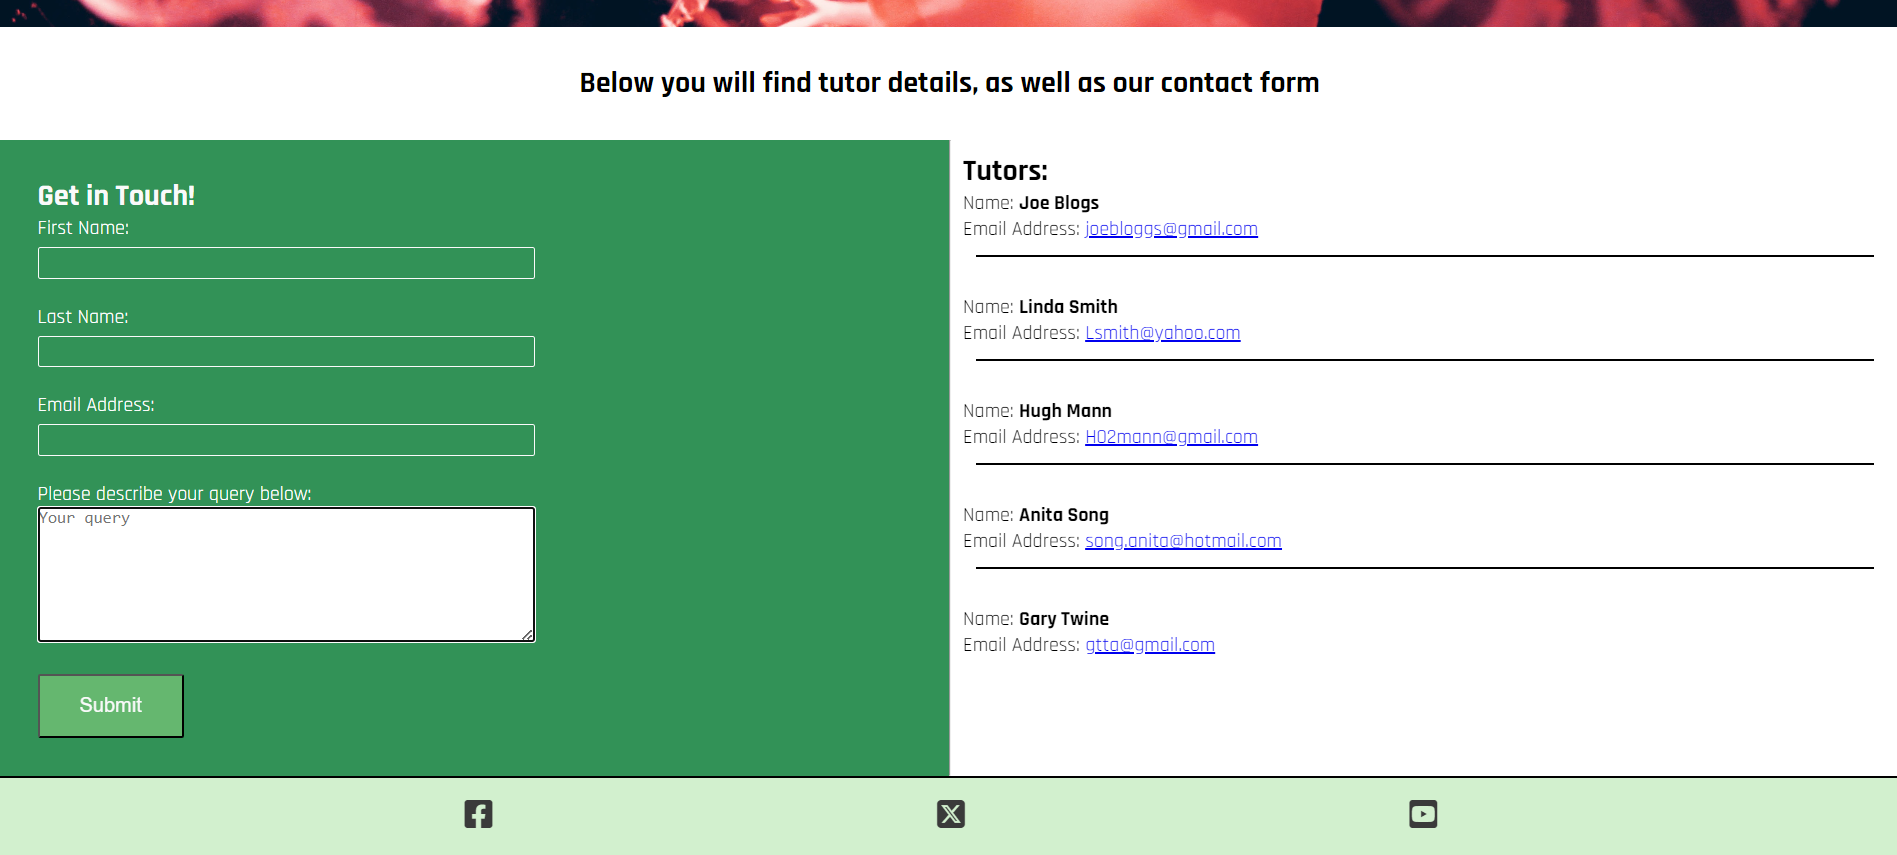 Below you will find tutor details, as well as our contact form
Get in Touch!
First Name:
Last Name:
Email Address:
Please describe your query below:
Your query
Submit
Tutors:
Name: Joe Blogs
Email Address: joebloggs@gmail.com
Name: Linda Smith
Email Address: Lsmith@yahoo.com
Name: Hugh Mann
Email Address: H02mann@gmail.com
Name: Anita Song
Email Address: song.anita@hotmail.com
Name: Gary Twine
Email Address: gtta@gmail.com